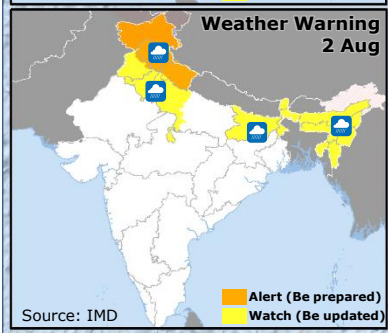 Weather Warning
2 Aug
Alert (Be prepared)
Watch (Be updated)
Source: IMD